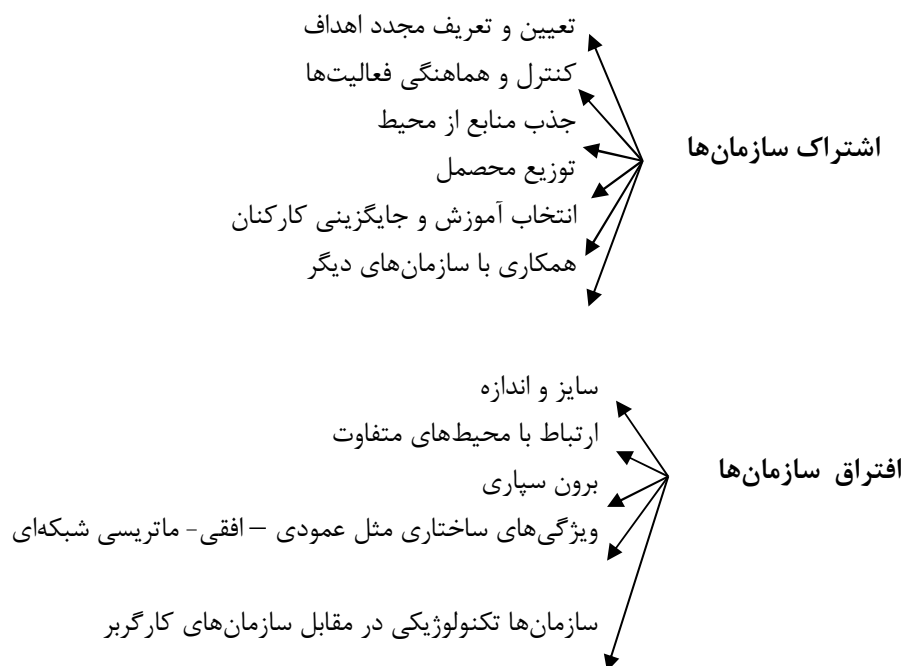 تعیین و تعریف مجدد اهداف
کنترل و هماهنگی فعالیت‌ها
جذب منابع از محیط
اشتراک سازمان‌ها
توزیع محصمل
انتخاب آموزش و جایگزینی کارکنان
همکاری با سازمان‌های دیگر
سایز و اندازه
ارتباط با محیط‌های متفاوت
افتراق سازمان‌ها
برون سپاری
ویژگی‌های ساختاری مثل عمودی – افقی- ماتریسی شبکه‌ای
سازمان‌ها تکنولوژیکی در مقابل سازمان‌های کارگربر